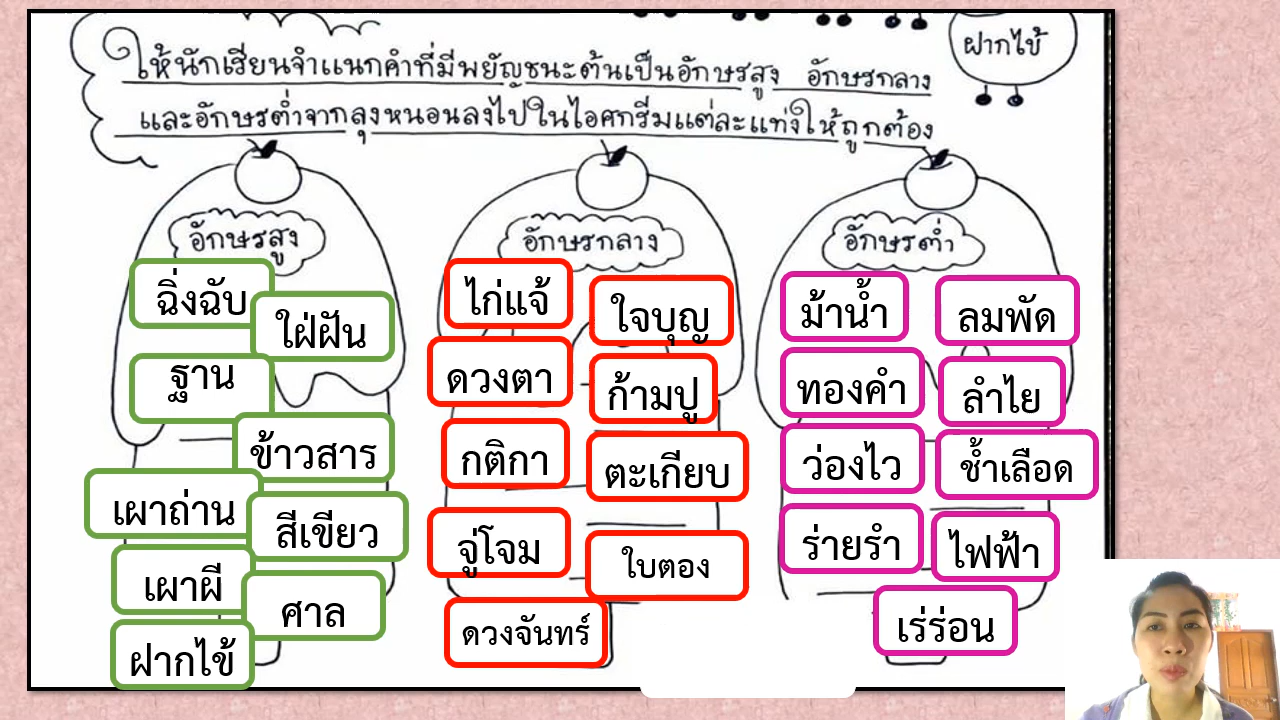 ฝากไข้
ให้นักเรียนจำแนกคำที่มีพยัญชนะต้นเป็นอักษรสูง อักษรกลาง
และอักษรต่ำจากลุงหนอนลงไปในไอศกรีมแต่ละแท่งให้ถูกต้อง
อักษรสูง
ฉิ่งฉับ
ใฝ่ฝัน
ฐาน
ข้าวสาร
เผาถ่าน
สีเขียว
เผาผี
ศาล
ฝากไข้
อักษรกลาง
ไก่แจ้
ใจบุญ
ดวงตา
ก้ามปู
กติกา
ตะเกียบ
จู่โจม
ใบตอง
ดวงจันทร์
อักษรต่ำ
ม้าน้ำ
ลมพัด
ทองคำ
ลำไย
ว่องไว
ช้ำเลือด
ร่ายรำ
ไฟฟ้า
เร่ร่อน